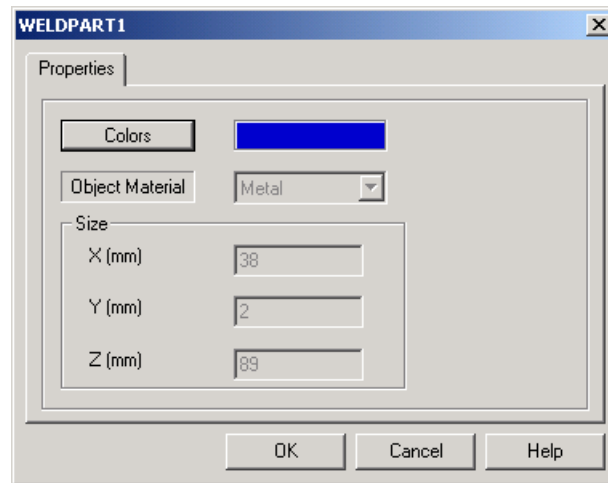 WELDPART1
Properties
Colors
Object Material
Metal
Size
X (mm)
38
Y (mm)
2
Z (mm)
89
OK
Cancel
Help